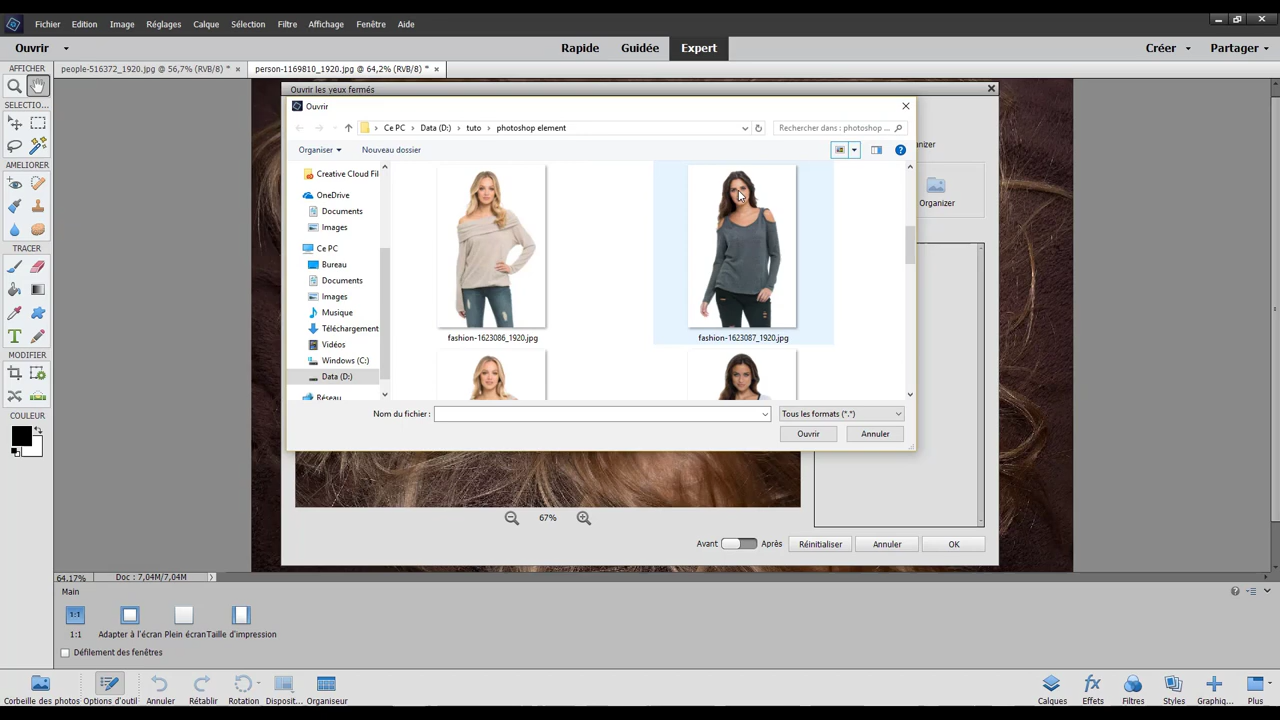 Fichier Edition Image Réglages Calque Sélection Filtre Affichage Fenêtre Aide
Ouvrir Rapide Guidée Expert Créer Partager
people-516372_1920.jpg @ 56,7% (RVB/8) * × person-1169810_1920.jpg @ 64,2% (RVB/8) * ×
AFFICHER
SELECTIO...
AMELIORER
TRACER
MODIFIER
COULEUR
Ouvrir les yeux fermés
Ouvrir
Ce PC Data (D:) tuto photoshop element Rechercher dans : photoshop ...
Organiser Nouveau dossier
Creative Cloud Fil
OneDrive
Documents
Images
Ce PC
Bureau
Documents
Images
Musique
Téléchargement
Vidéos
Windows (C:)
Data (D:)
Réseau
fashion-1623086_1920.jpg fashion-1623087_1920.jpg
Nom du fichier : Tous les formats (*.*)
Ouvrir Annuler
anizer
Organizer
67%
Avant Après Réinitialiser Annuler OK
64.17% Doc : 7,04M/7,04M
Main
1:1
1:1 Adapter à l'écran Plein écran Taille d'impression
Défilement des fenêtres
Corbeille des photos Options d'outil Annuler Rétablir Rotation Disposit... Organiseur Calques Effets Filtres Styles Graphiq... Plus